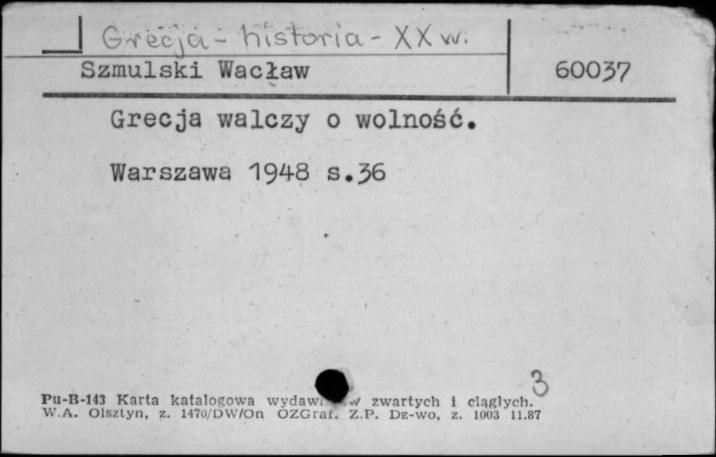 Grecja - historia - XX w.
Szmulski Wacław 60037
Grecja walczy o wolność.
Warszawa 1948 s.36
3
Pu-B-143 Karta katalogowa zwartych i ciągłych.
W.A. Olsztyn, z. 1470/DW/On OZGraf. Z.P. Dz-wo, z. 1003 11.87